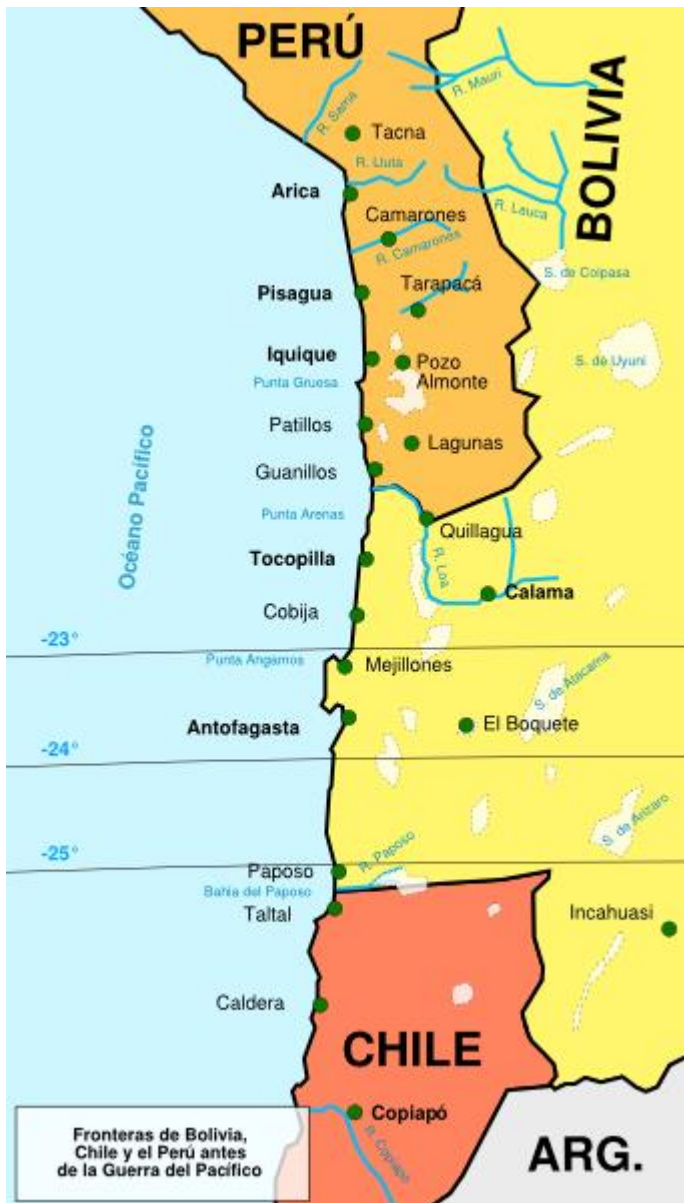 PERÚ
R. Mauri
R. Sama
BOLIVIA
Tacna
R. Lluta
Arica
R. Lauca
Camarones
R. Camarones
S. de Coipasa
Tarapacá
Pisagua
Iquique
Pozo
Almonte
S. de Uyuni
Punta Gruesa
Patillos
Lagunas
Guanillos
Punta Arenas
Quillagua
Océano Pacífico
R. Loa
Tocopilla
Calama
Cobija
-23°
Punta Angamos
Mejillones
S. de Atacama
Antofagasta
El Boquete
-24°
S. de Arizaro
-25°
R. Paposo
Paposo
Bahia del Paposo
Taltal
Incahuasi
Caldera
CHILE
Copiapó
R. Copiapó
ARG.
Fronteras de Bolivia,
Chile y el Perú antes
de la Guerra del Pacífico